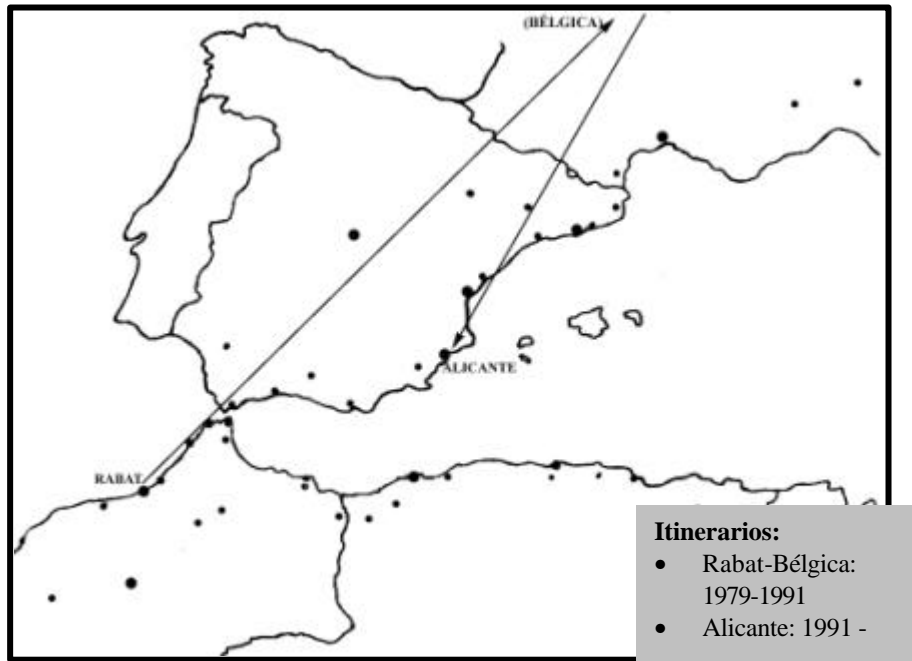 (BÉLGICA)
ALICANTE
RABAT
Itinerarios:
• Rabat-Bélgica:
1979-1991
• Alicante: 1991 -